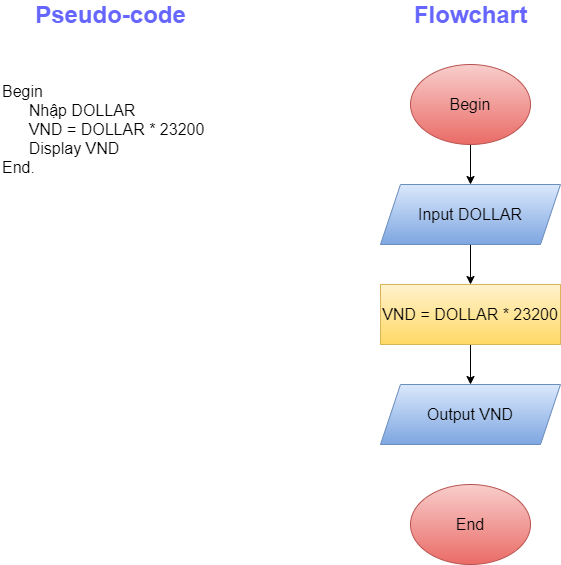 Pseudo-code
Begin
Nhập DOLLAR
VND = DOLLAR * 23200
Display VND
End.
Flowchart
Begin
Input DOLLAR
VND = DOLLAR * 23200
Output VND
End